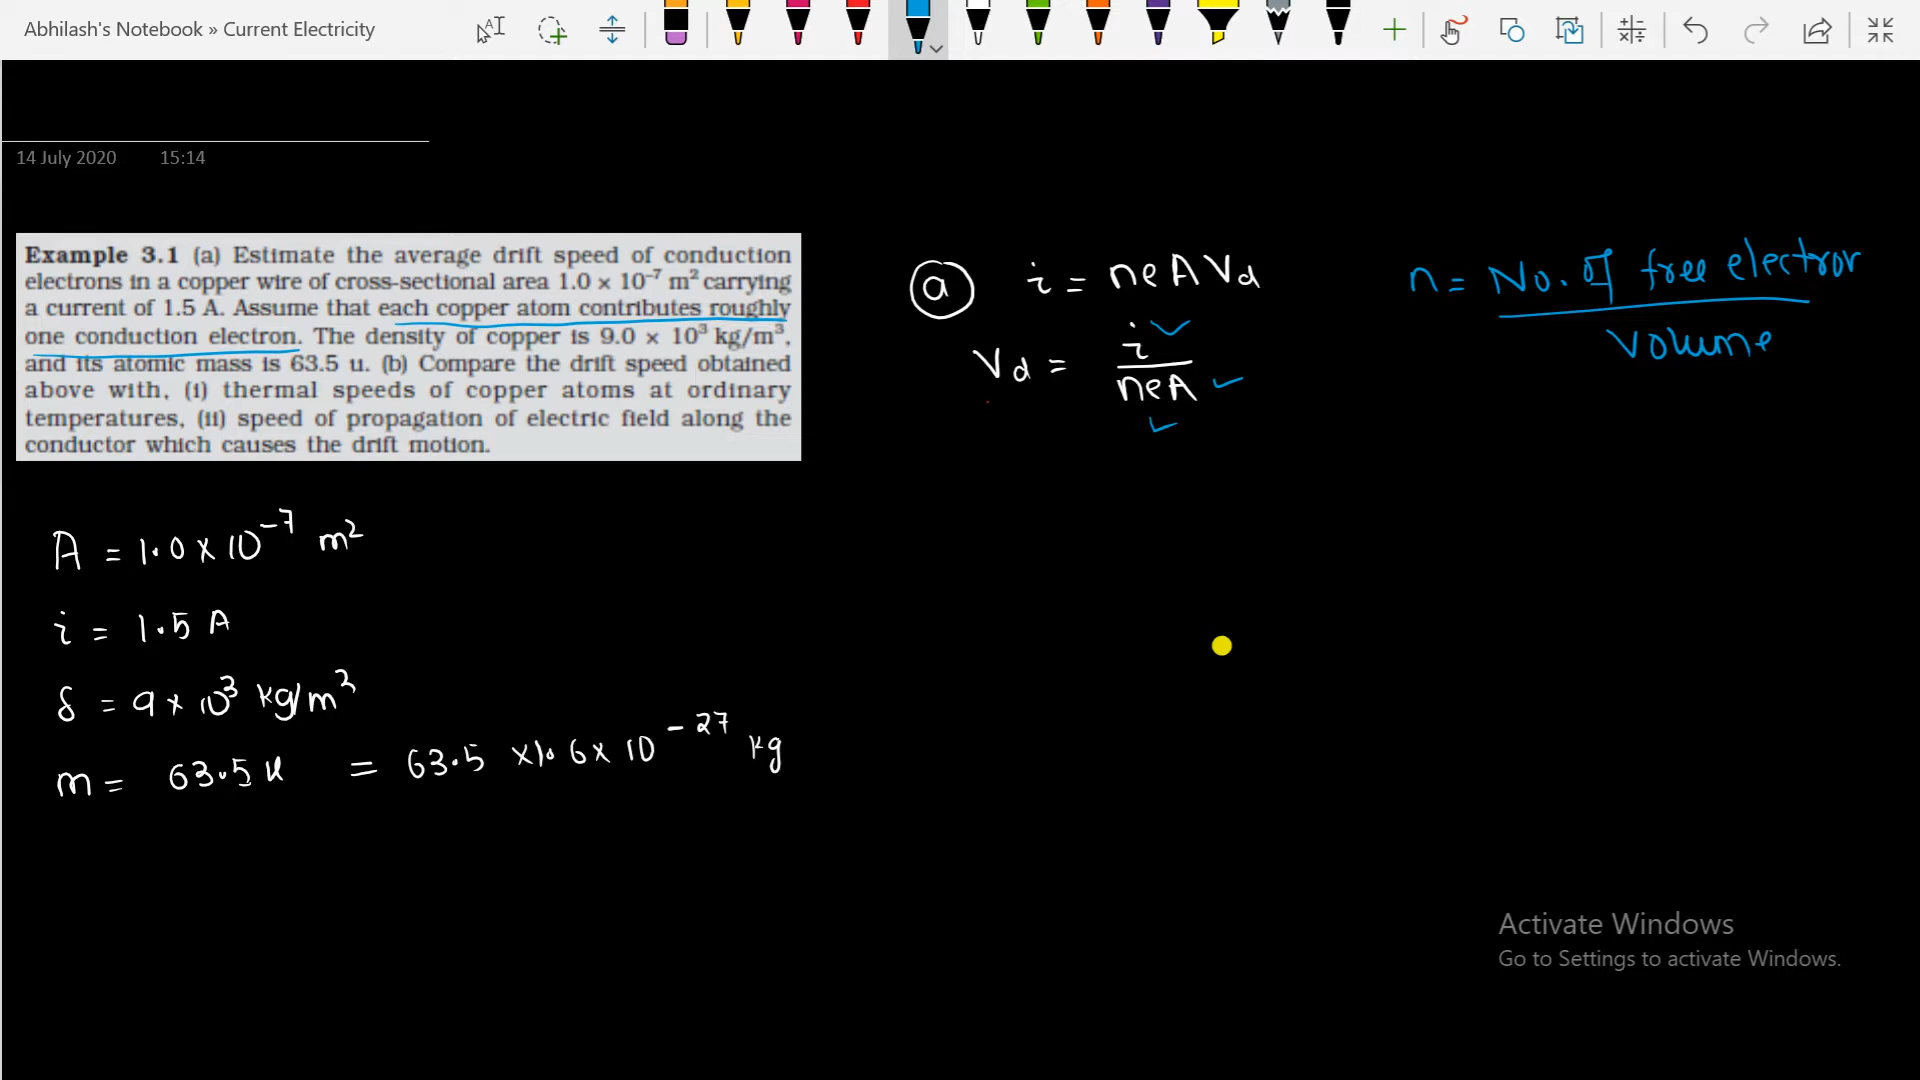 Abhilash's Notebook » Current Electricity
14 July 2020 15:14
Example 3.1 (a) Estimate the average drift speed of conduction
electrons in a copper wire of cross-sectional area 1.0 × 10⁻⁷ m² carrying
a current of 1.5 A. Assume that each copper atom contributes roughly
one conduction electron. The density of copper is 9.0 × 10³ kg/m³,
and its atomic mass is 63.5 u. (b) Compare the drift speed obtained
above with, (i) thermal speeds of copper atoms at ordinary
temperatures, (ii) speed of propagation of electric field along the
conductor which causes the drift motion.
A = 1.0 × 10⁻⁷ m²
i = 1.5 A
δ = 9 × 10³ kg/m³
m = 63.5 u = 63.5 × 1.6 × 10⁻²⁷ kg
(a) i = neAVd
Vd = i / neA
n = No. of free electron / Volume
Activate Windows
Go to Settings to activate Windows.